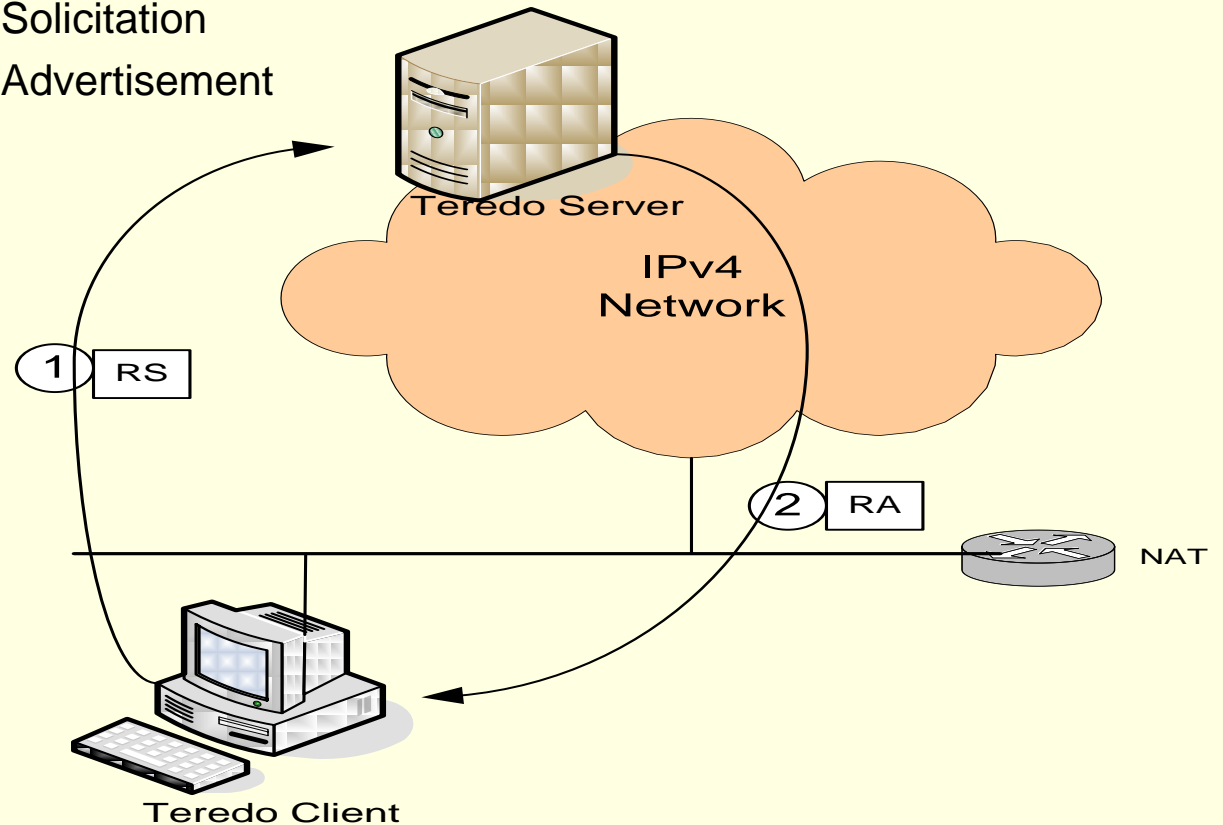 Solicitation
Advertisement
Teredo Server
IPv4
Network
1
RS
2
RA
NAT
Teredo Client